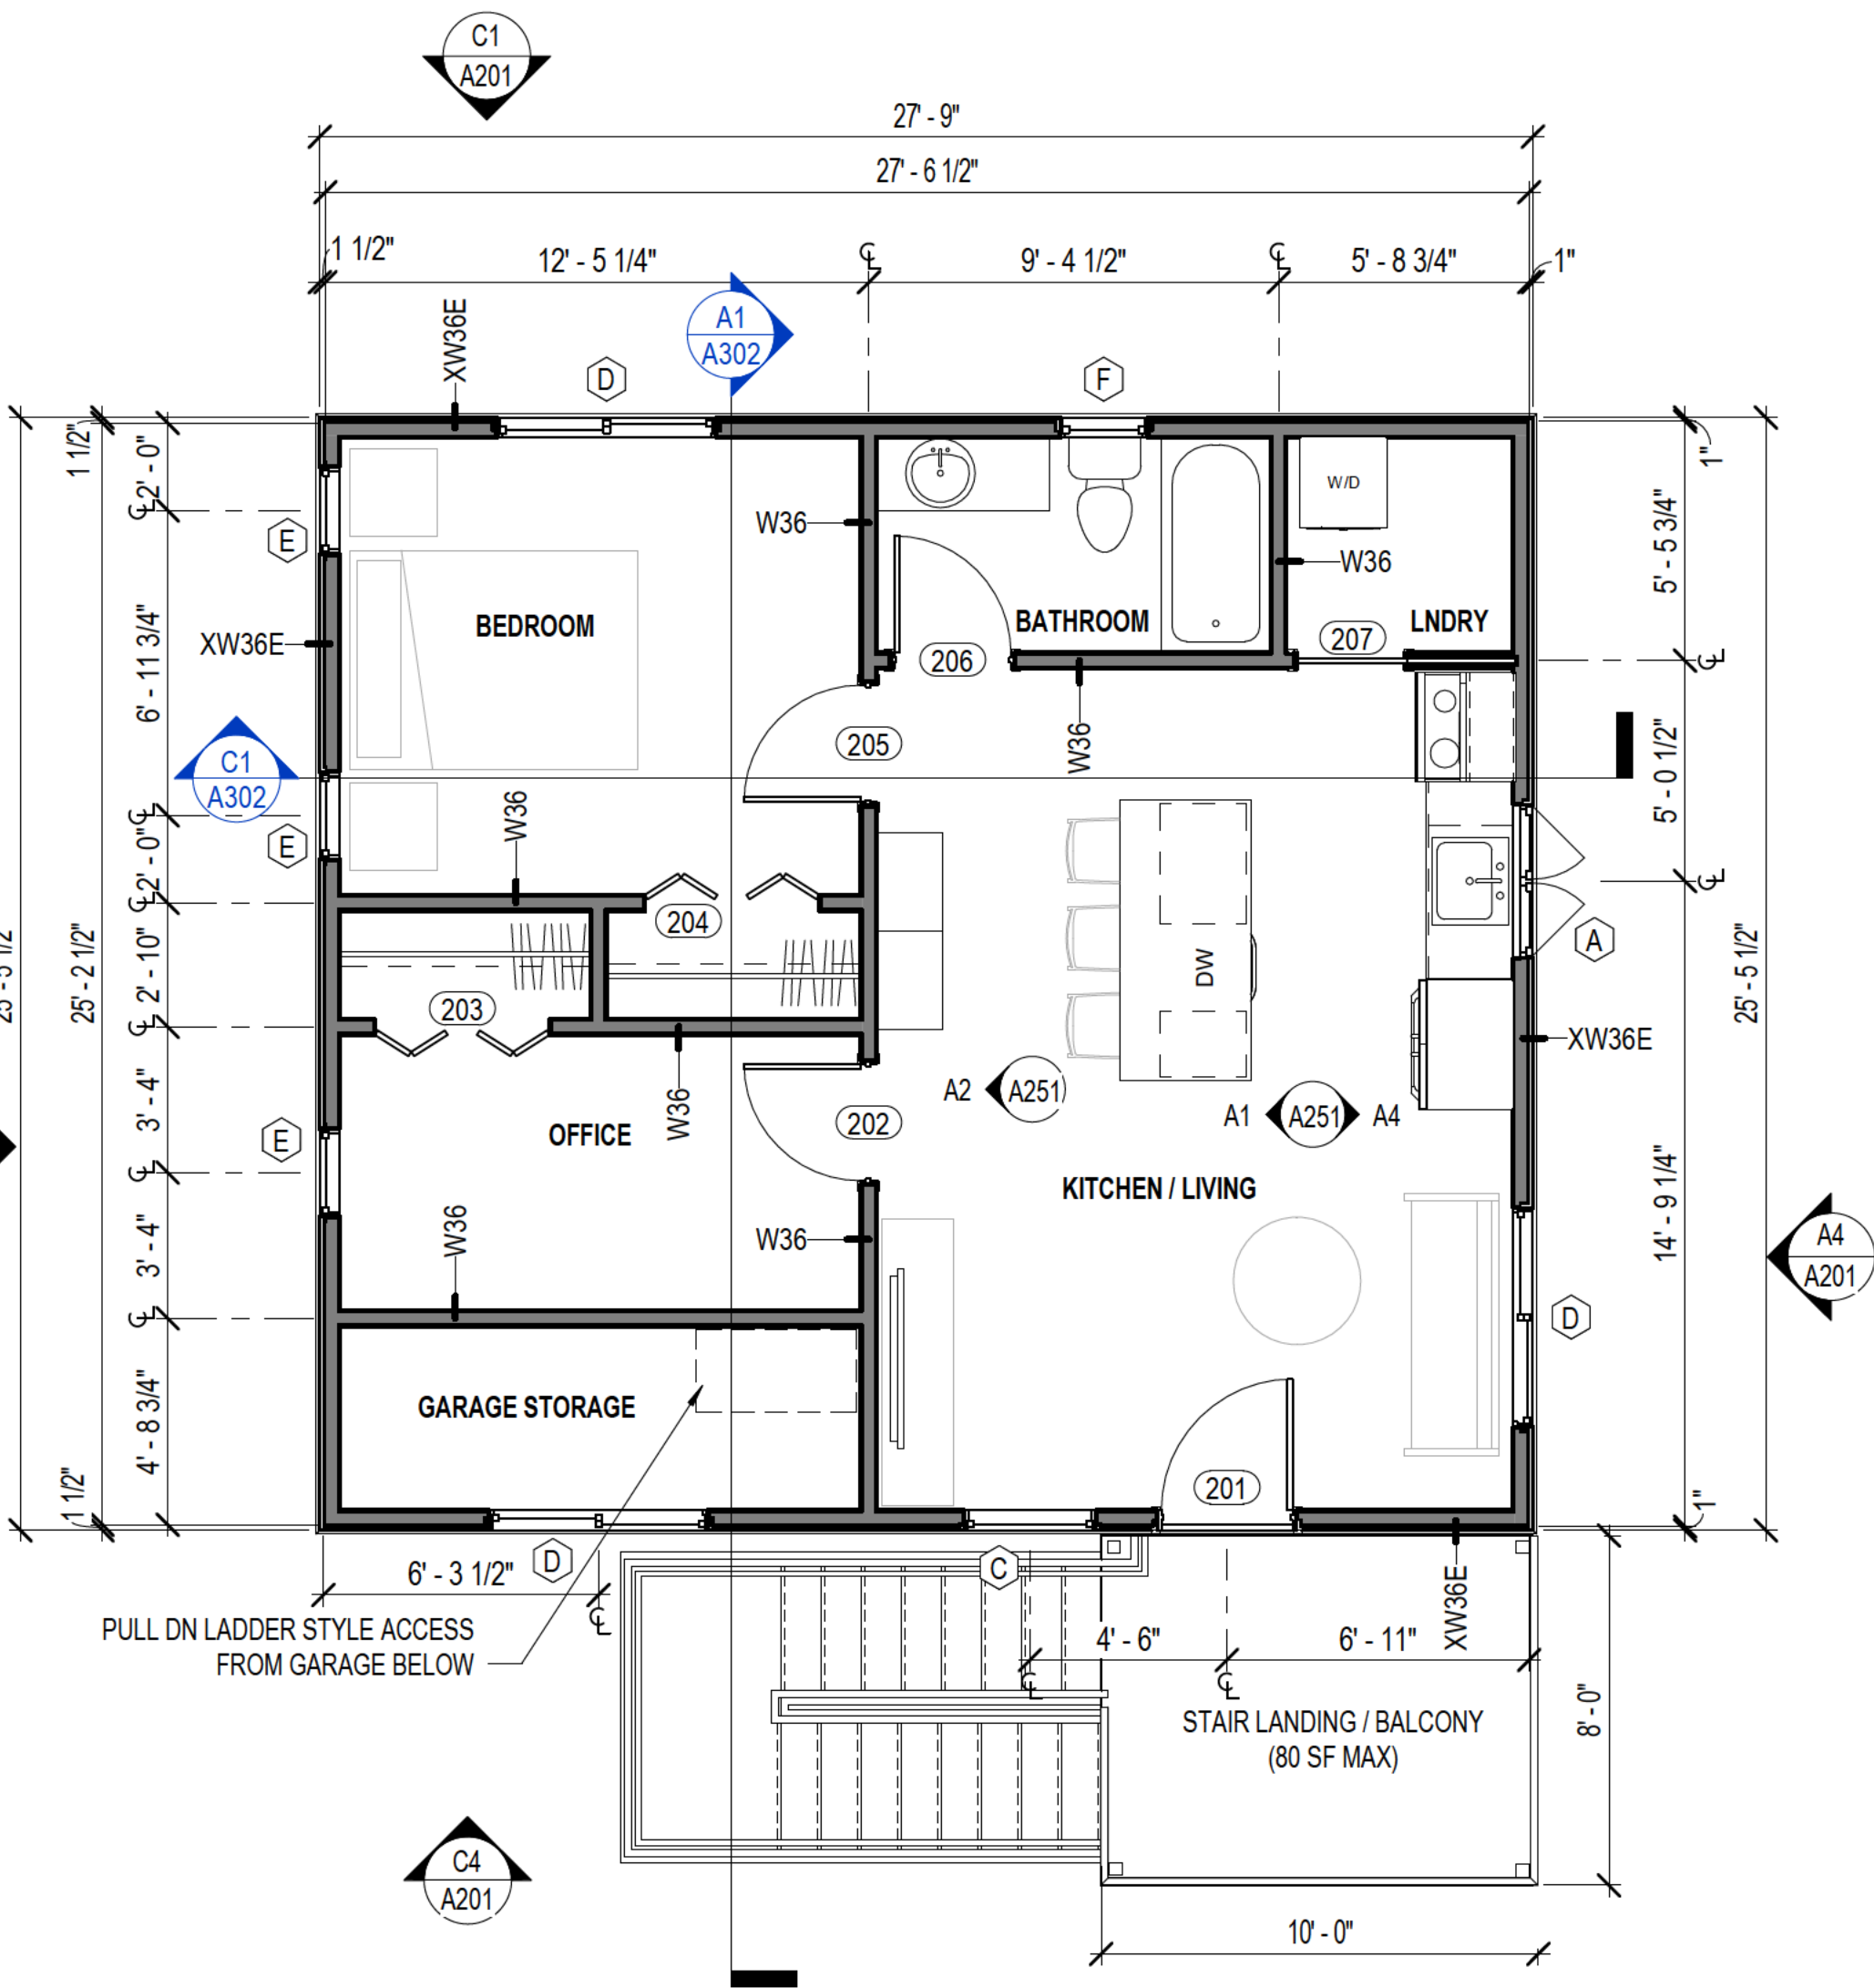 C1
A201
27' - 9"
27' - 6 1/2"
1 1/2"
12' - 5 1/4"
9' - 4 1/2"
5' - 8 3/4"
1"
XW36E
D
A1
A302
F
1 1/2"
2' - 0"
1"
E
W36
W/D
5' - 5 3/4"
W36
BEDROOM
BATHROOM
LNDRY
XW36E
206
207
6' - 11 3/4"
205
W36
C1
A302
5' - 0 1/2"
E
W36
2' - 0"
204
A
25' - 5 1/2"
25' - 2 1/2"
2' - 10"
203
DW
25' - 5 1/2"
XW36E
A2
A251
A1
A251
A4
3' - 4"
E
OFFICE
W36
202
KITCHEN / LIVING
14' - 9 1/4"
3' - 4"
W36
W36
A4
A201
D
4' - 8 3/4"
GARAGE STORAGE
1 1/2"
201
1"
6' - 3 1/2"
D
C
XW36E
PULL DN LADDER STYLE ACCESS
FROM GARAGE BELOW
4' - 6"
6' - 11"
STAIR LANDING / BALCONY
(80 SF MAX)
8' - 0"
C4
A201
10' - 0"